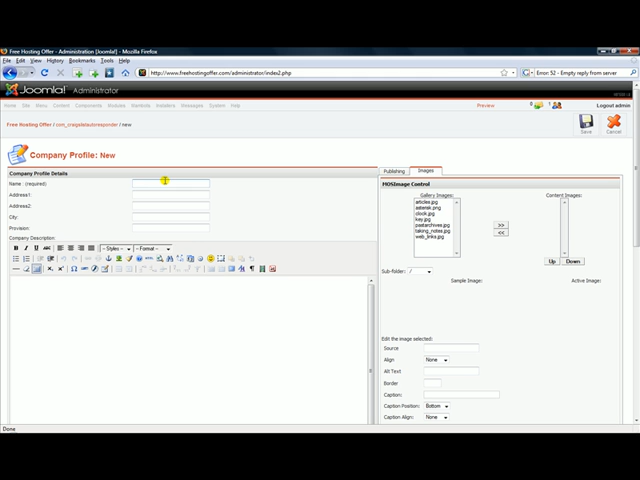 Free Hosting Offer - Administration [Joomla!] - Mozilla Firefox
File Edit View History Bookmarks Tools Help
http://www.freehostingoffer.com/administrator/index2.php
Error: 52 - Empty reply from server
Joomla! Administrator
Home Site Menu Content Components Modules Mambots Installers Messages System Help
Preview 0 1 Logout admin
Free Hosting Offer / com_craigslistautoresponder / new
Save Cancel
Company Profile: New
Company Profile Details
Name : (required)
Address1:
Address2:
City:
Provision:
Company Description:
B I U ABC
-- Styles -- -- Format --
HTML
Publishing Images
MOSImage Control
Gallery Images: Content Images:
articles.jpg
asterisk.png
clock.jpg
key.jpg
pastarchives.jpg
taking_notes.jpg
web_links.jpg
>>
<<
Up Down
Sub-folder: /
Sample Image: Active Image:
Edit the image selected:
Source
Align None
Alt Text
Border
Caption:
Caption Position: Bottom
Caption Align: None
Done